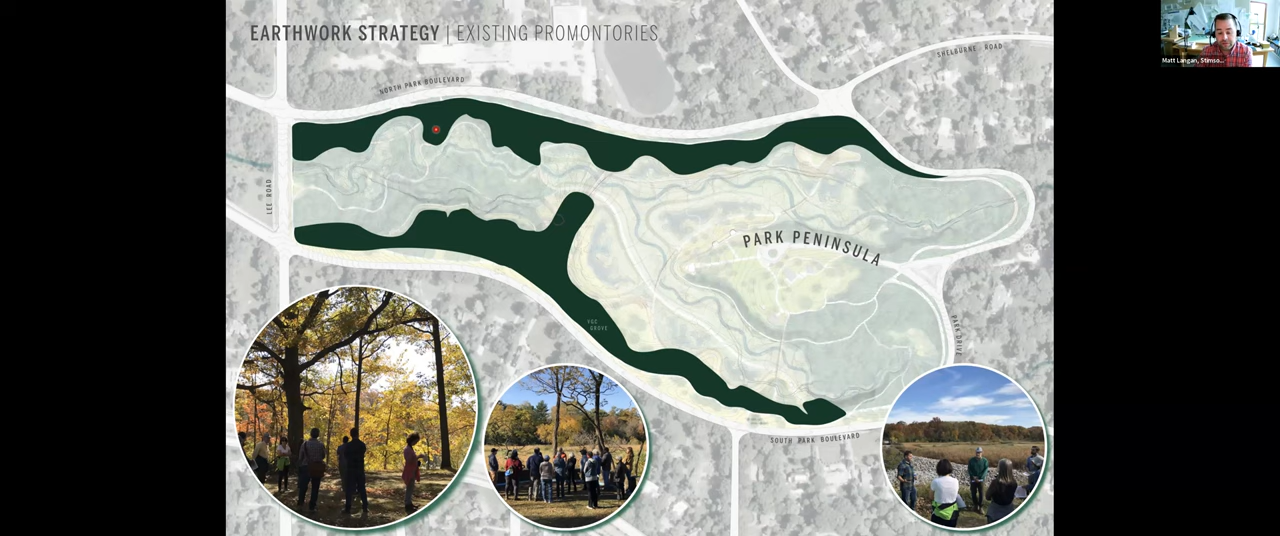 EARTHWORK STRATEGY | EXISTING PROMONTORIES
Matt Langan, Stimso...
SHELBURNE ROAD
NORTH PARK BOULEVARD
LEE ROAD
PARK PENINSULA
VOC
GROVE
PARK DRIVE
SOUTH PARK BOULEVARD